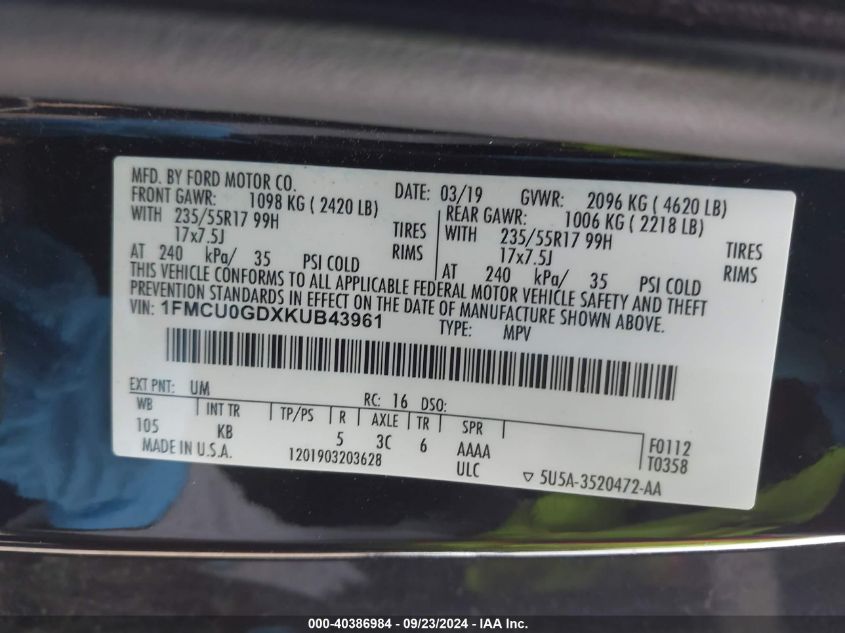 MFD. BY FORD MOTOR CO.
DATE: 03/19 GVWR: 2096 KG ( 4620 LB)
FRONT GAWR: 1098 KG ( 2420 LB)
REAR GAWR: 1006 KG ( 2218 LB)
WITH 235/55R17 99H TIRES
WITH 235/55R17 99H TIRES
17x7.5J RIMS
17x7.5J RIMS
AT 240 kPa/ 35 PSI COLD
AT 240 kPa/ 35 PSI COLD
THIS VEHICLE CONFORMS TO ALL APPLICABLE FEDERAL MOTOR VEHICLE SAFETY AND THEFT
PREVENTION STANDARDS IN EFFECT ON THE DATE OF MANUFACTURE SHOWN ABOVE.
VIN: 1FMCU0GDXKUB43961 TYPE: MPV
EXT PNT: UM RC: 16 DSO:
WB INT TR TP/PS R AXLE TR SPR
105 KB 5 3C 6 AAAA F0112
MADE IN U.S.A. 1201903203628 ULC T0358
▽ 5U5A-3520472-AA
000-40386984 - 09/23/2024 - IAA Inc.